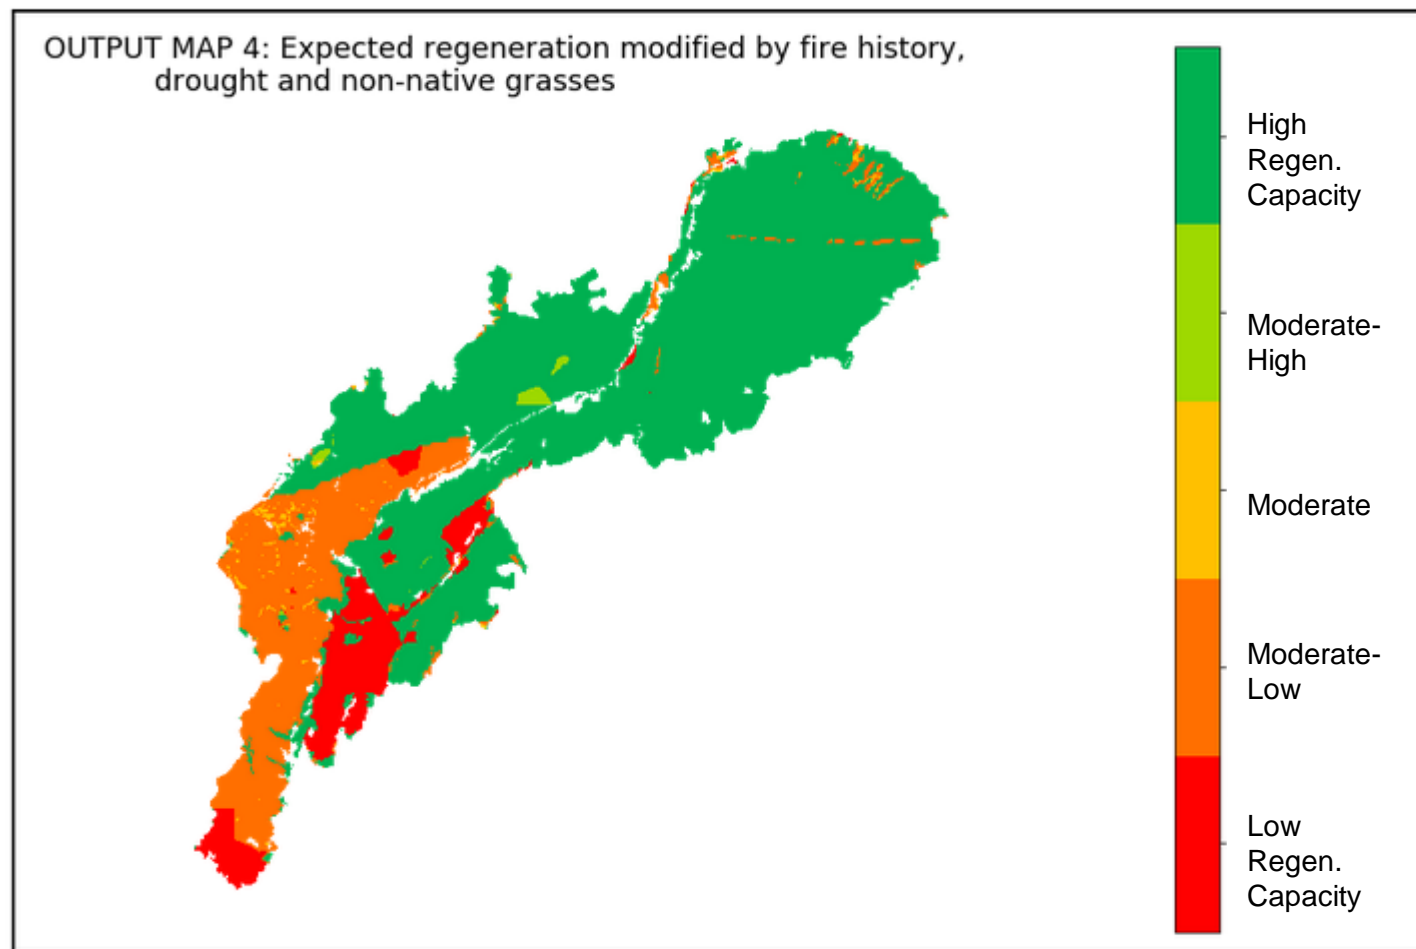 OUTPUT MAP 4: Expected regeneration modified by fire history,
drought and non-native grasses
High
Regen.
Capacity
Moderate-
High
Moderate
Moderate-
Low
Low
Regen.
Capacity